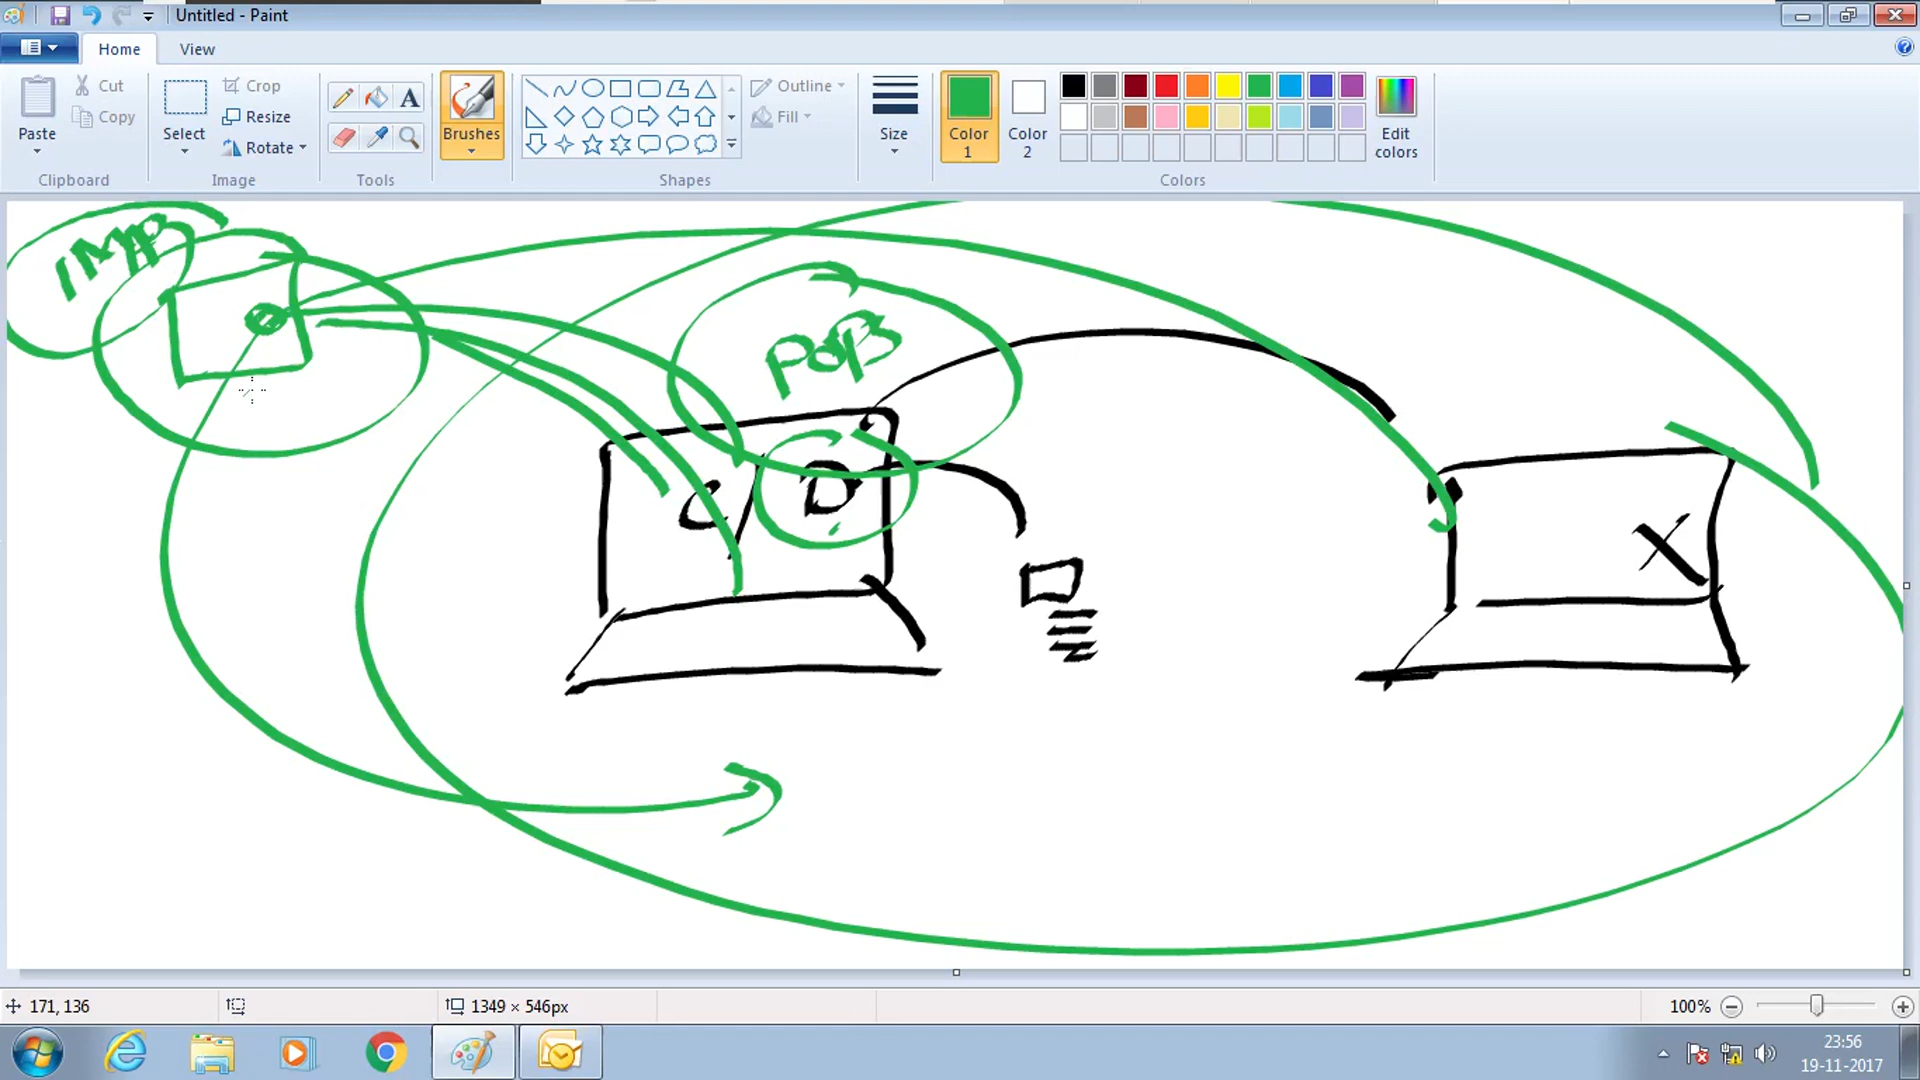 Untitled - Paint
Home
View
Paste
Cut
Copy
Clipboard
Select
Crop
Resize
Rotate
Image
Tools
Brushes
Shapes
Outline
Fill
Size
Color
1
Color
2
Edit
colors
Colors
IMAP
POP3
C/D
X
171, 136
1349 × 546px
100%
23:56
19-11-2017